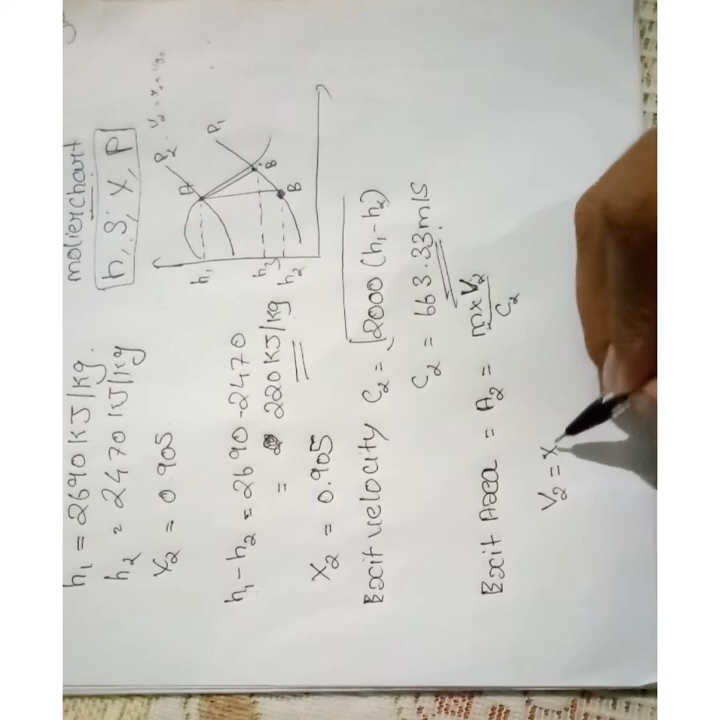 h₁ = 2690 KJ/kg.
h₂ = 2470 KJ/kg
X₂ = 0.905
molierchart
h, S, X, P
h₁ - h₂ = 2690 - 2470
= 220 KJ/kg
X₂ = 0.905
h₁
h₃
h₂
A
B
B
P₂
P₁
Exit velocity C₂ = √2000 (h₁-h₂)
C₂ = 663.33 m/s
Exit Area = A₂ = m x V₂ / C₂
V₂ = x